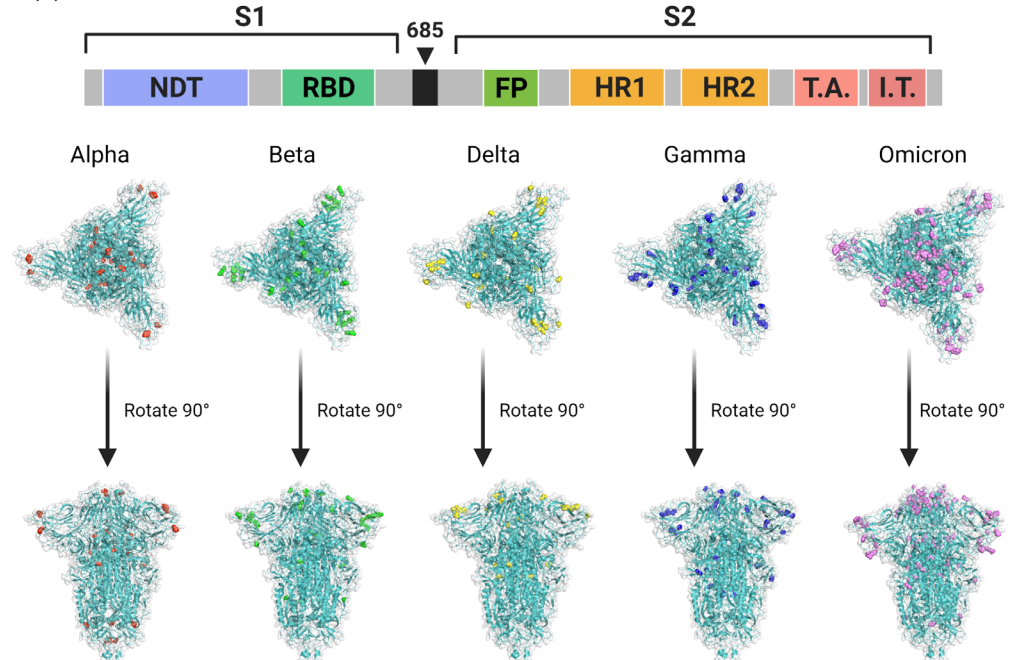 S1
S2
685
NDT
RBD
FP
HR1
HR2
T.A.
I.T.
Alpha
Beta
Delta
Gamma
Omicron
Rotate 90°
Rotate 90°
Rotate 90°
Rotate 90°
Rotate 90°